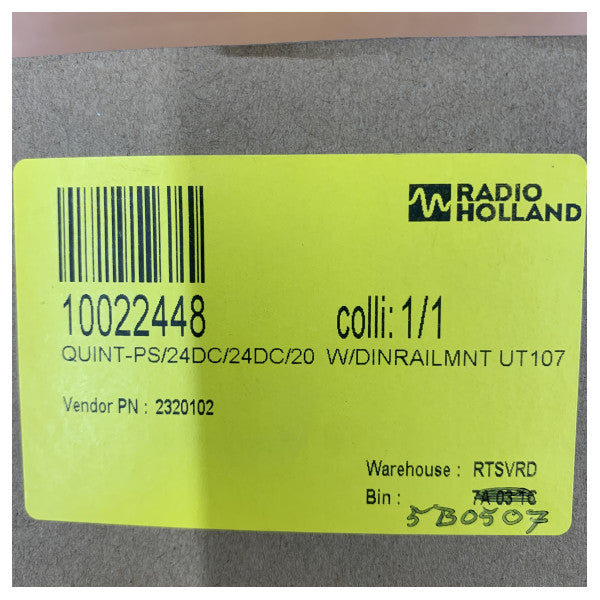 RADIO
HOLLAND
10022448 colli: 1/1
QUINT-PS/24DC/24DC/20 W/DINRAILMNT UT107
Vendor PN : 2320102
Warehouse : RTSVRD
Bin : 7A 03 1C
5B0507